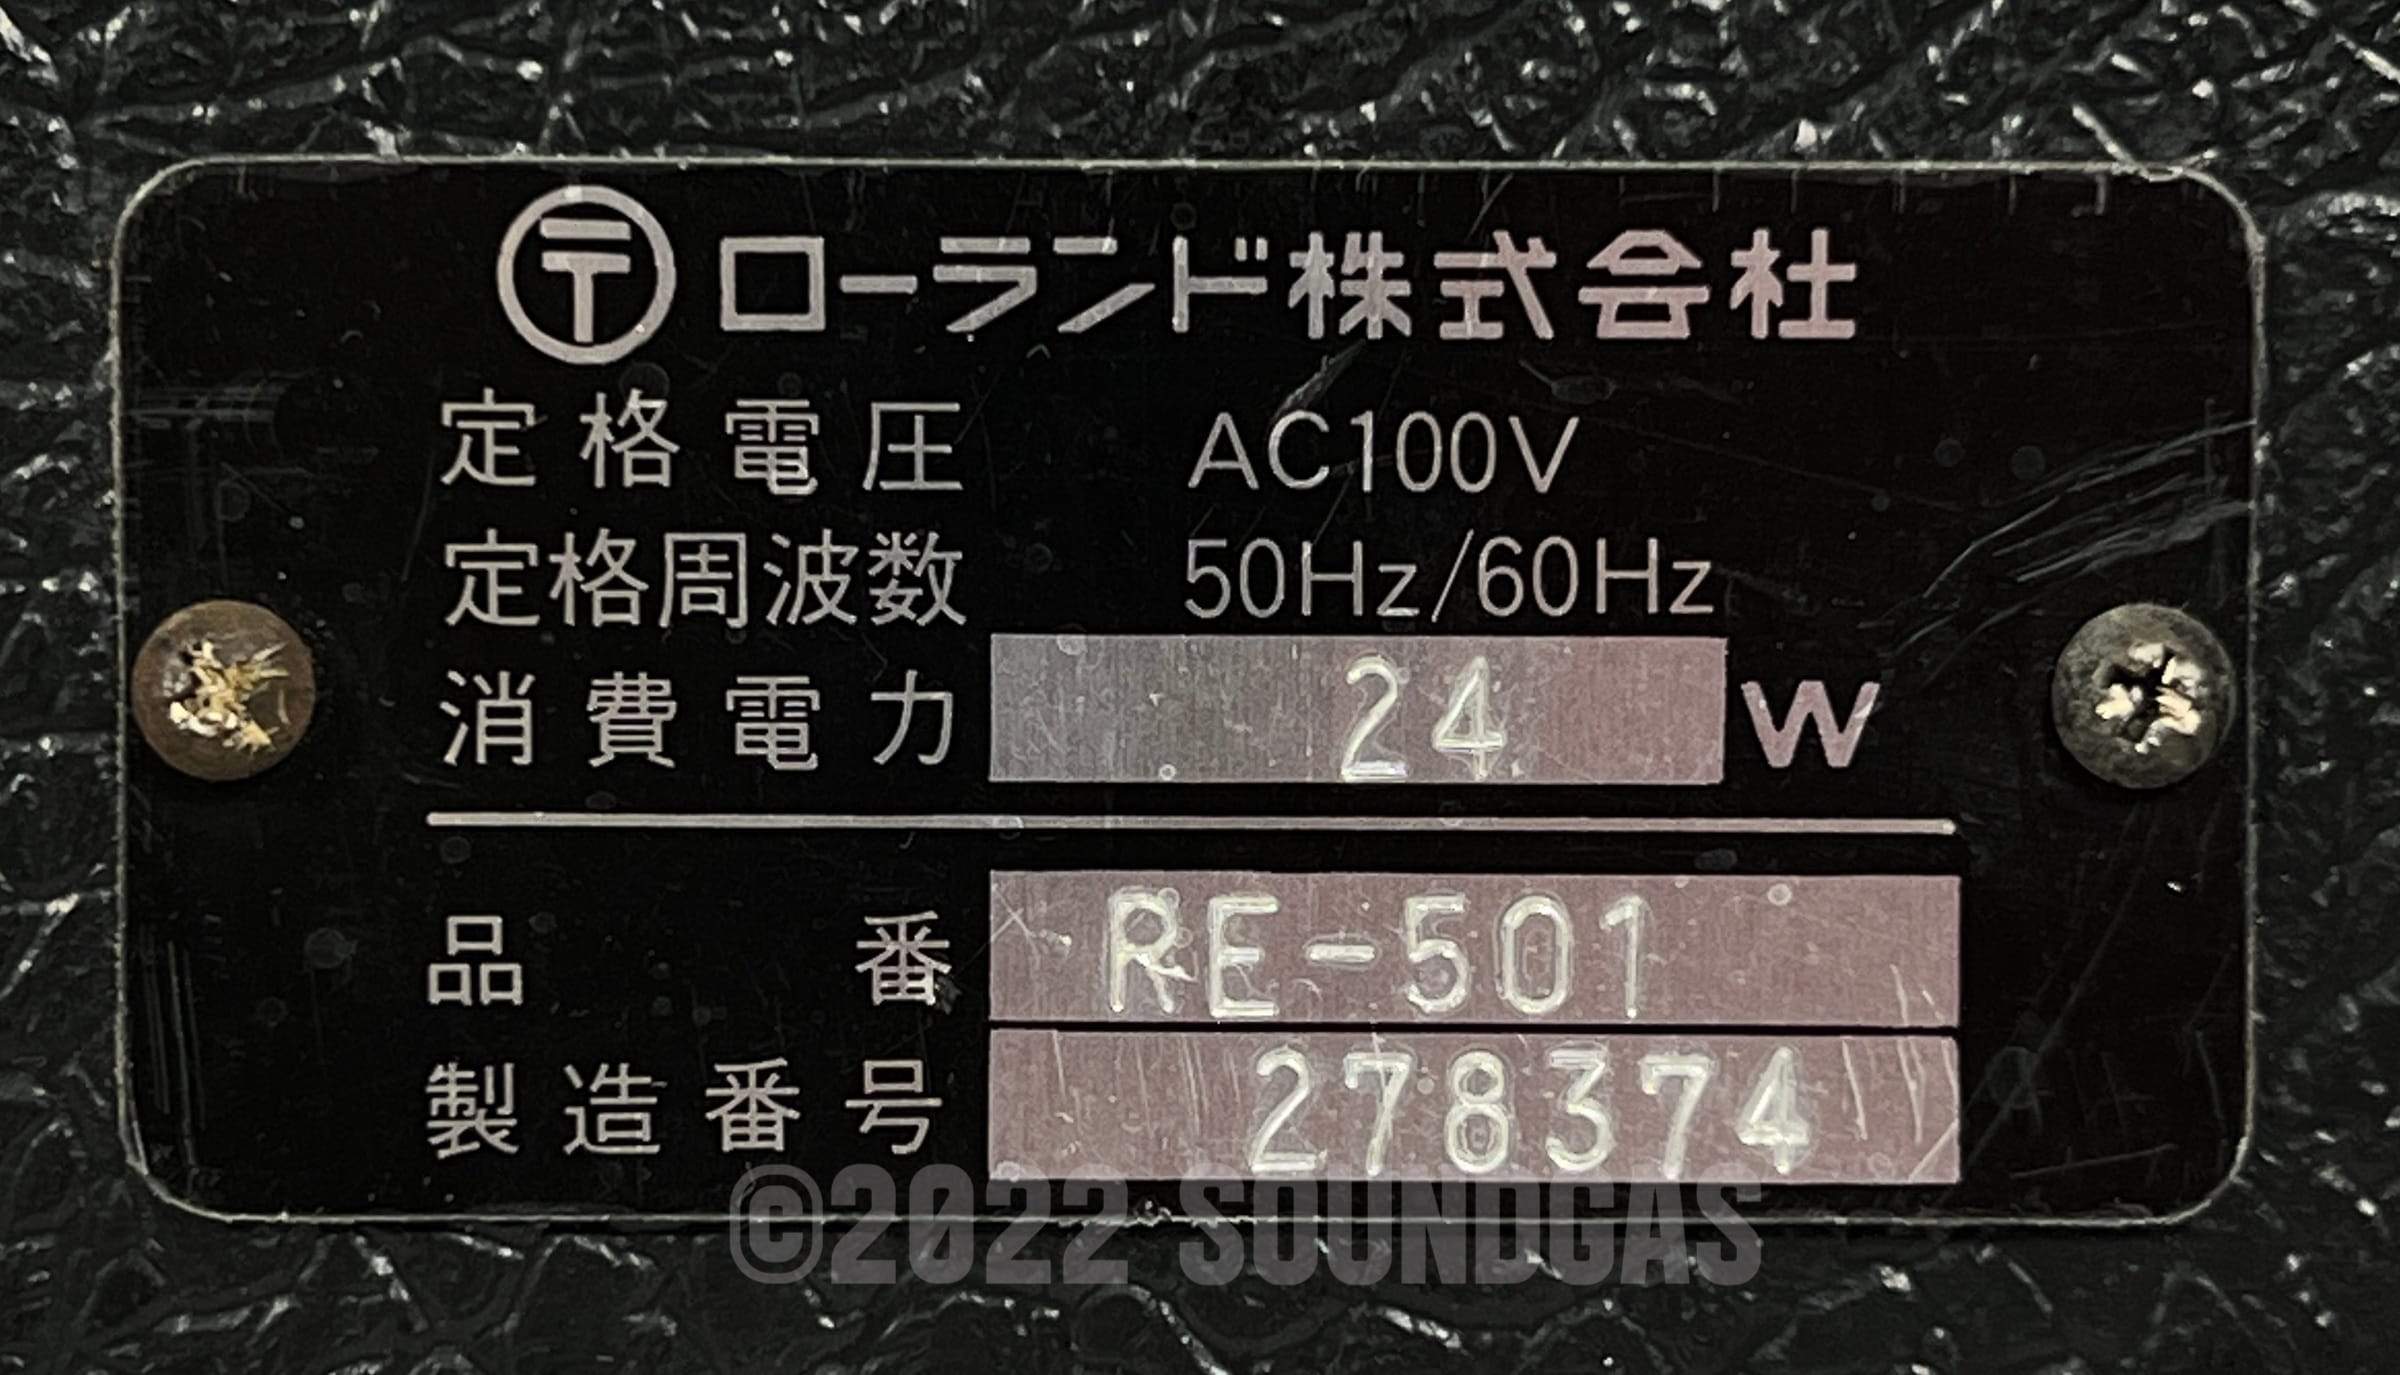 〶 ローランド株式会社
定格電圧 AC100V
定格周波数 50Hz/60Hz
消費電力 24 W
品番 RE-501
製造番号 278374
©2022 SOUNDGAS